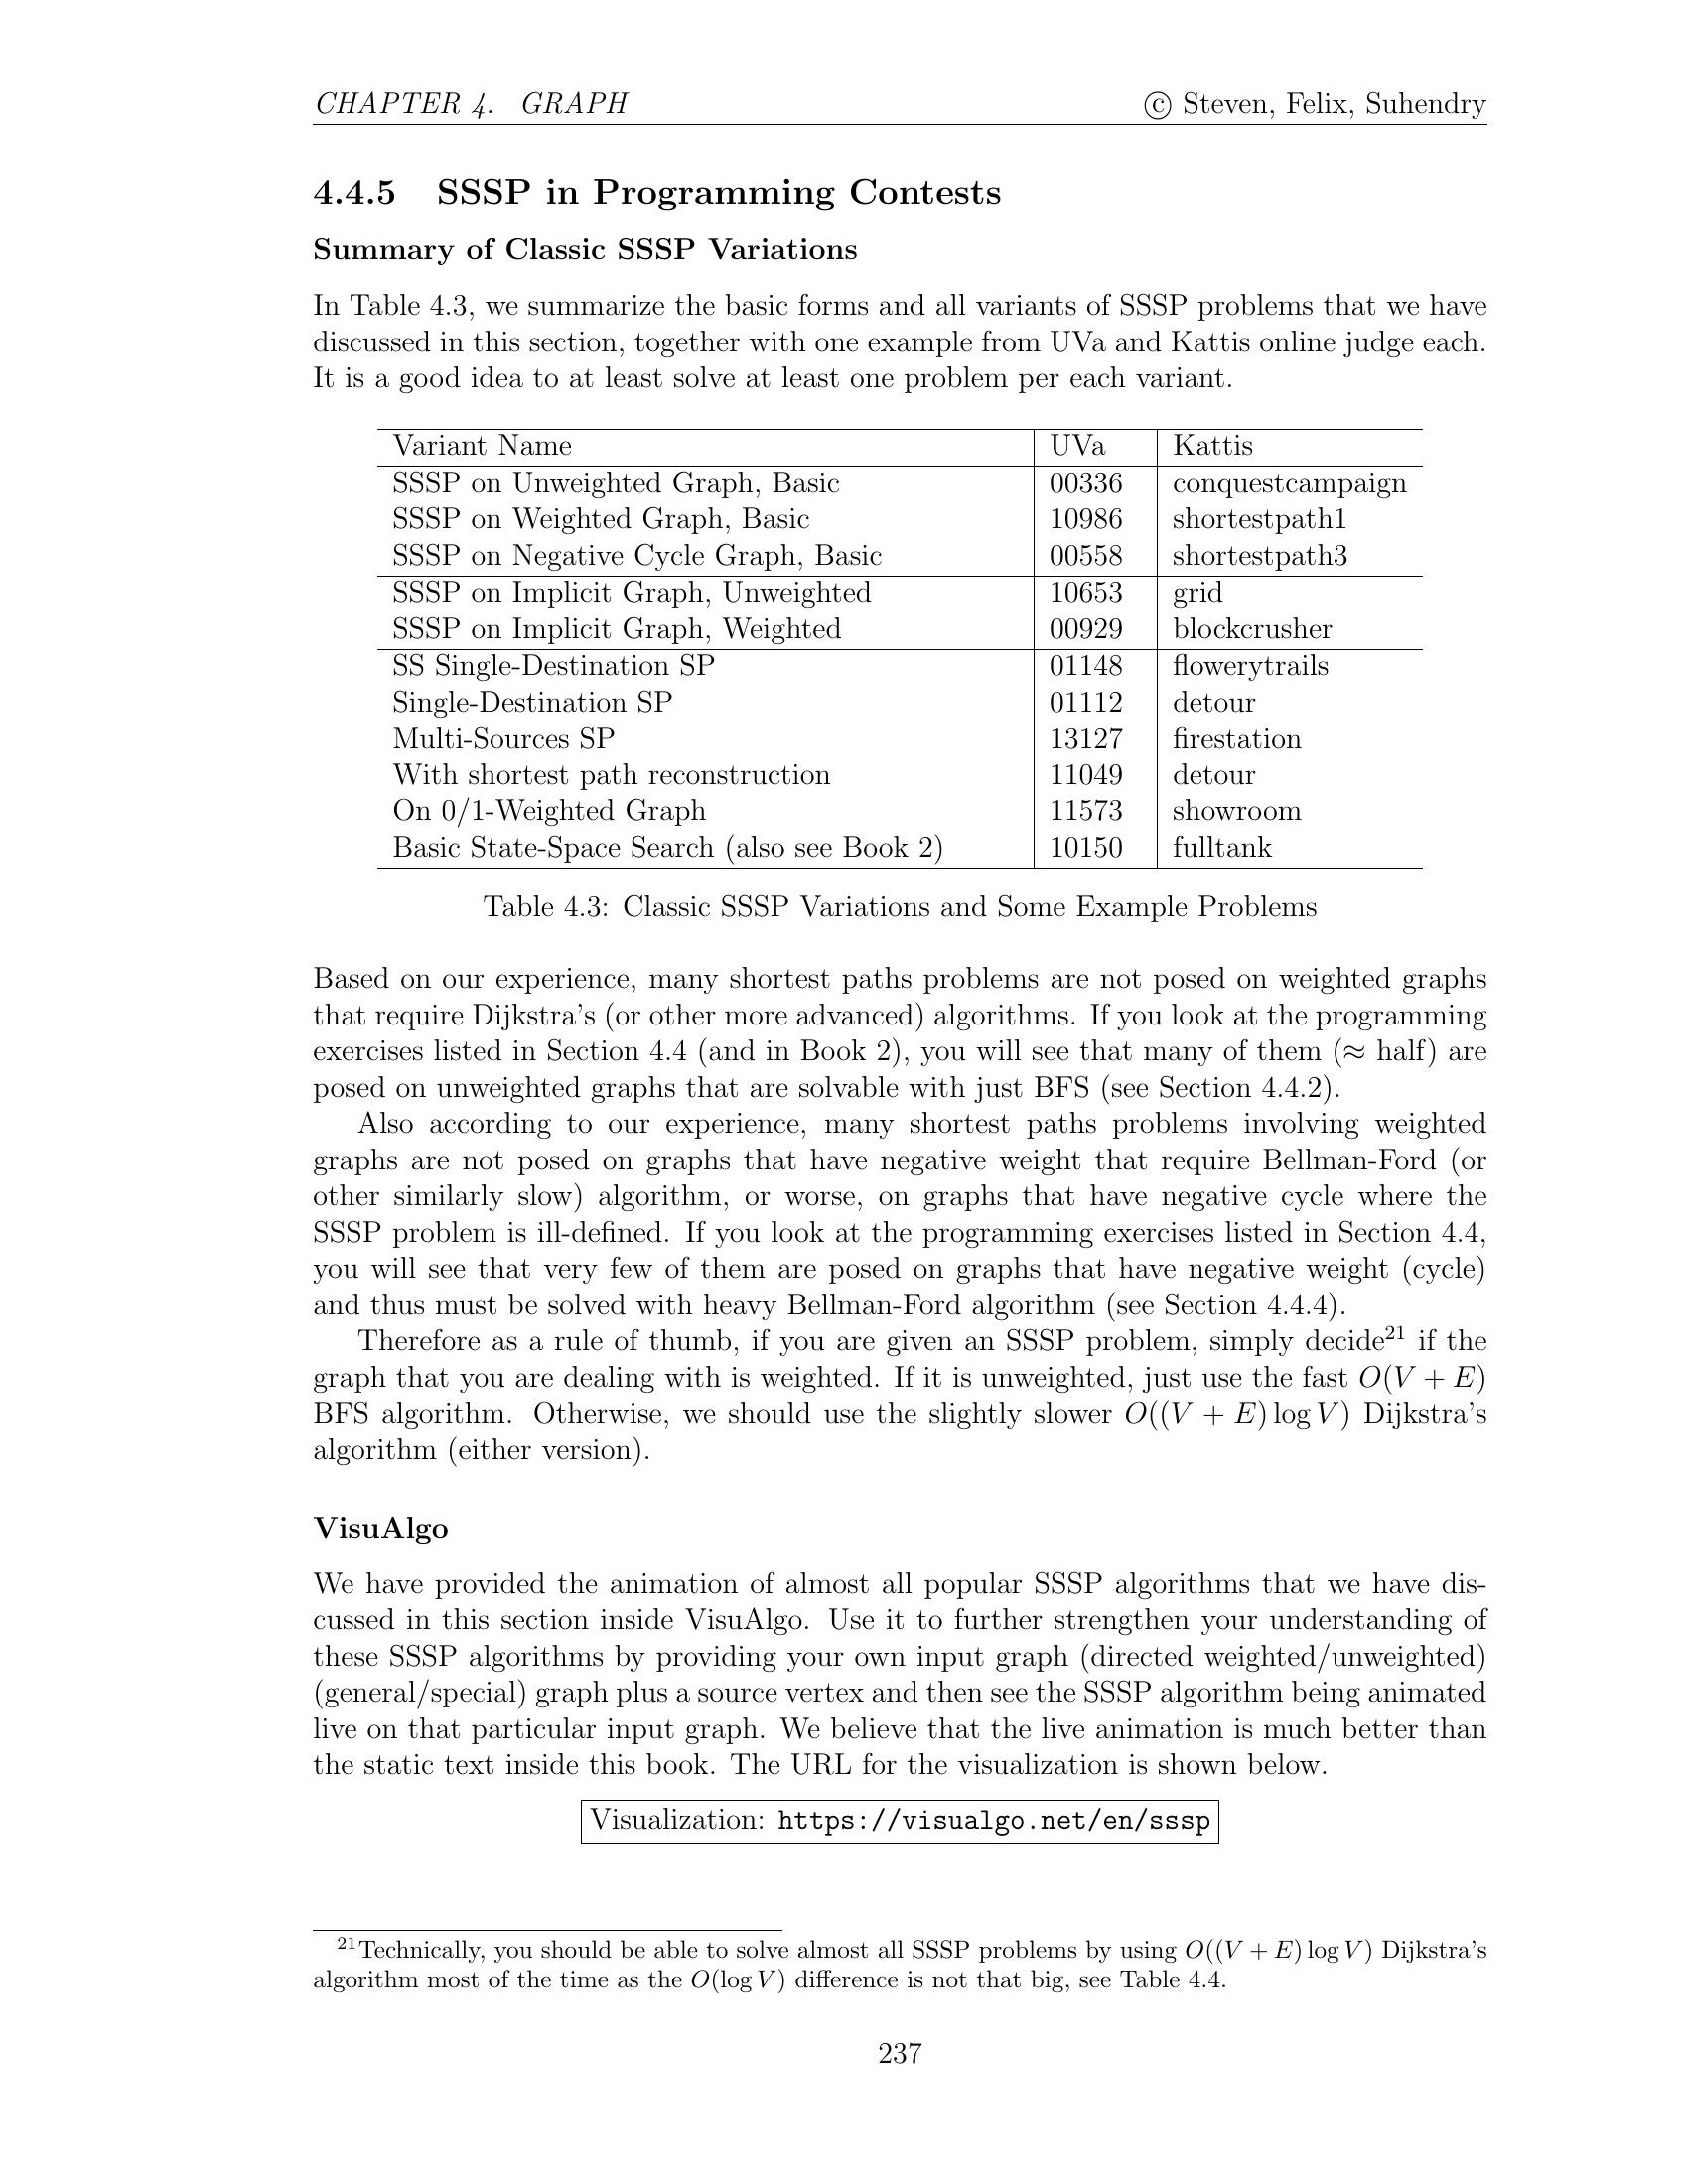 CHAPTER 4. GRAPH © Steven, Felix, Suhendry
4.4.5 SSSP in Programming Contests
Summary of Classic SSSP Variations
In Table 4.3, we summarize the basic forms and all variants of SSSP problems that we have
discussed in this section, together with one example from UVa and Kattis online judge each.
It is a good idea to at least solve at least one problem per each variant.
Variant Name UVa Kattis
SSSP on Unweighted Graph, Basic 00336 conquestcampaign
SSSP on Weighted Graph, Basic 10986 shortestpath1
SSSP on Negative Cycle Graph, Basic 00558 shortestpath3
SSSP on Implicit Graph, Unweighted 10653 grid
SSSP on Implicit Graph, Weighted 00929 blockcrusher
SS Single-Destination SP 01148 flowerytrails
Single-Destination SP 01112 detour
Multi-Sources SP 13127 firestation
With shortest path reconstruction 11049 detour
On 0/1-Weighted Graph 11573 showroom
Basic State-Space Search (also see Book 2) 10150 fulltank
Table 4.3: Classic SSSP Variations and Some Example Problems
Based on our experience, many shortest paths problems are not posed on weighted graphs
that require Dijkstra's (or other more advanced) algorithms. If you look at the programming
exercises listed in Section 4.4 (and in Book 2), you will see that many of them (≈ half) are
posed on unweighted graphs that are solvable with just BFS (see Section 4.4.2).
Also according to our experience, many shortest paths problems involving weighted
graphs are not posed on graphs that have negative weight that require Bellman-Ford (or
other similarly slow) algorithm, or worse, on graphs that have negative cycle where the
SSSP problem is ill-defined. If you look at the programming exercises listed in Section 4.4,
you will see that very few of them are posed on graphs that have negative weight (cycle)
and thus must be solved with heavy Bellman-Ford algorithm (see Section 4.4.4).
Therefore as a rule of thumb, if you are given an SSSP problem, simply decide²¹ if the
graph that you are dealing with is weighted. If it is unweighted, just use the fast O(V + E)
BFS algorithm. Otherwise, we should use the slightly slower O((V + E) log V) Dijkstra's
algorithm (either version).
VisuAlgo
We have provided the animation of almost all popular SSSP algorithms that we have dis-
cussed in this section inside VisuAlgo. Use it to further strengthen your understanding of
these SSSP algorithms by providing your own input graph (directed weighted/unweighted)
(general/special) graph plus a source vertex and then see the SSSP algorithm being animated
live on that particular input graph. We believe that the live animation is much better than
the static text inside this book. The URL for the visualization is shown below.
Visualization: https://visualgo.net/en/sssp
²¹Technically, you should be able to solve almost all SSSP problems by using O((V + E) log V) Dijkstra's
algorithm most of the time as the O(log V) difference is not that big, see Table 4.4.
237